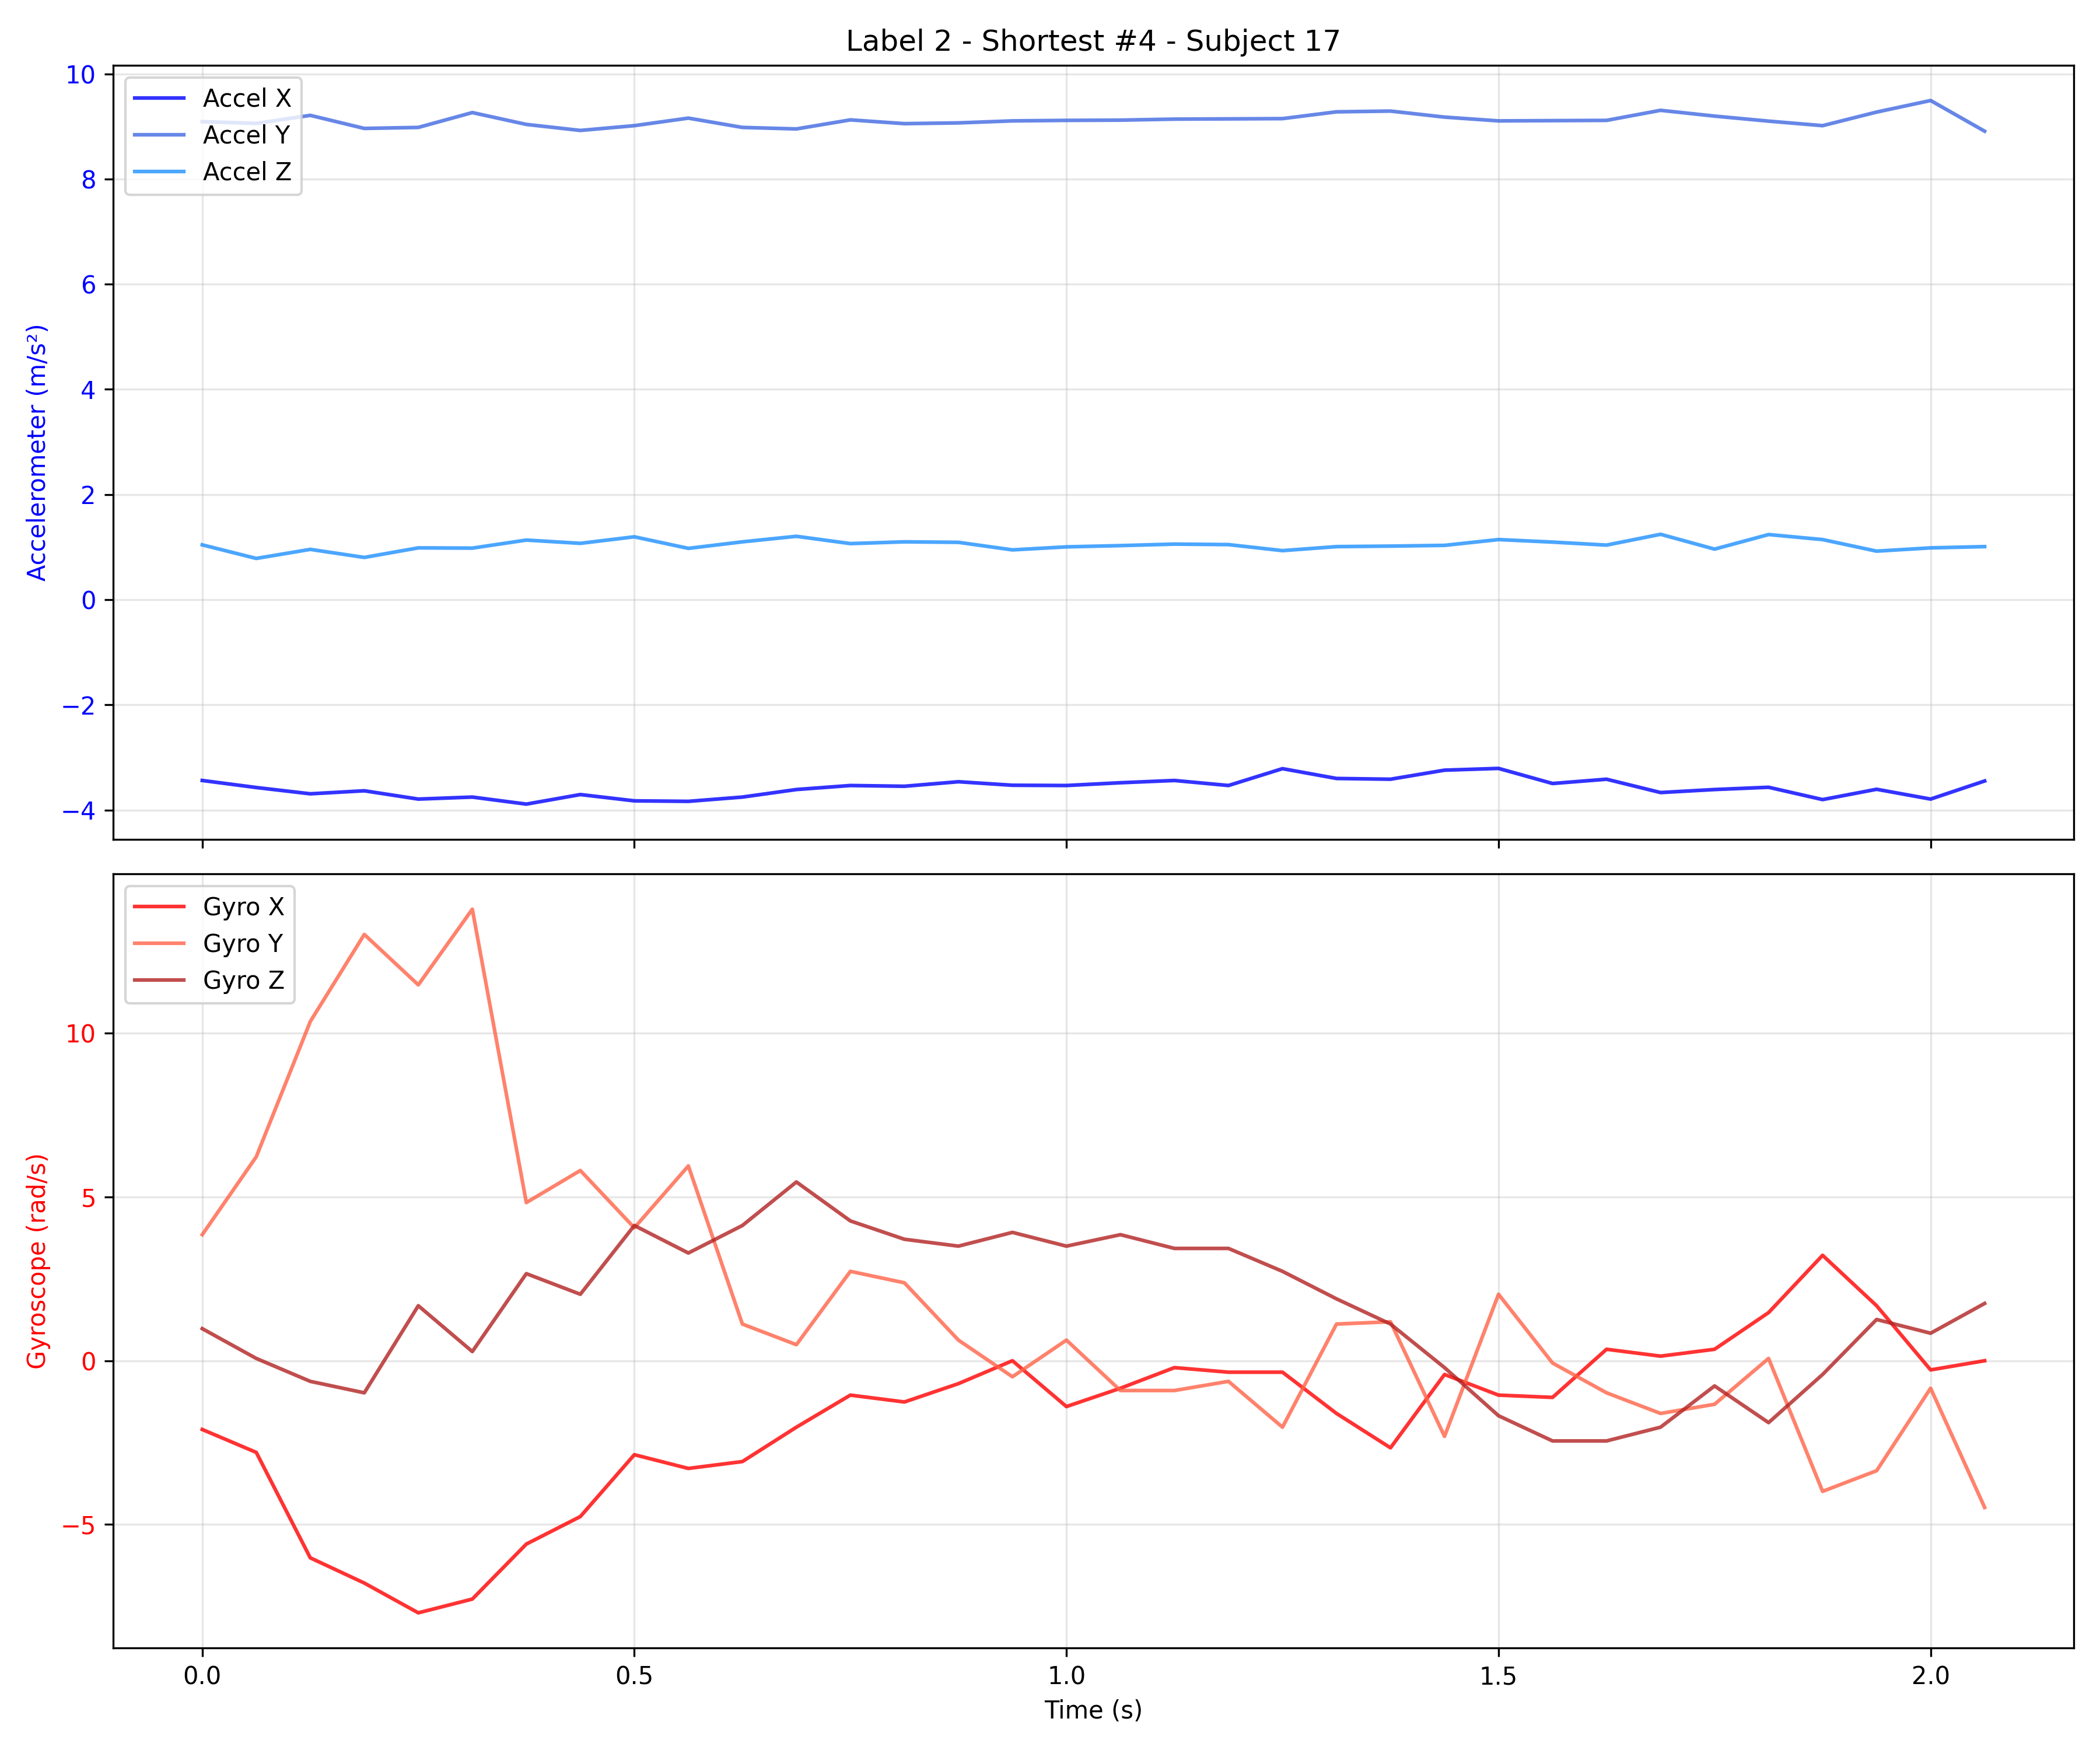 Label 2 - Shortest #4 - Subject 17
Accelerometer (m/s²)
10
8
6
4
2
0
−2
−4
Accel X
Accel Y
Accel Z
Gyroscope (rad/s)
10
5
0
−5
Gyro X
Gyro Y
Gyro Z
0.0 0.5 1.0 1.5 2.0
Time (s)